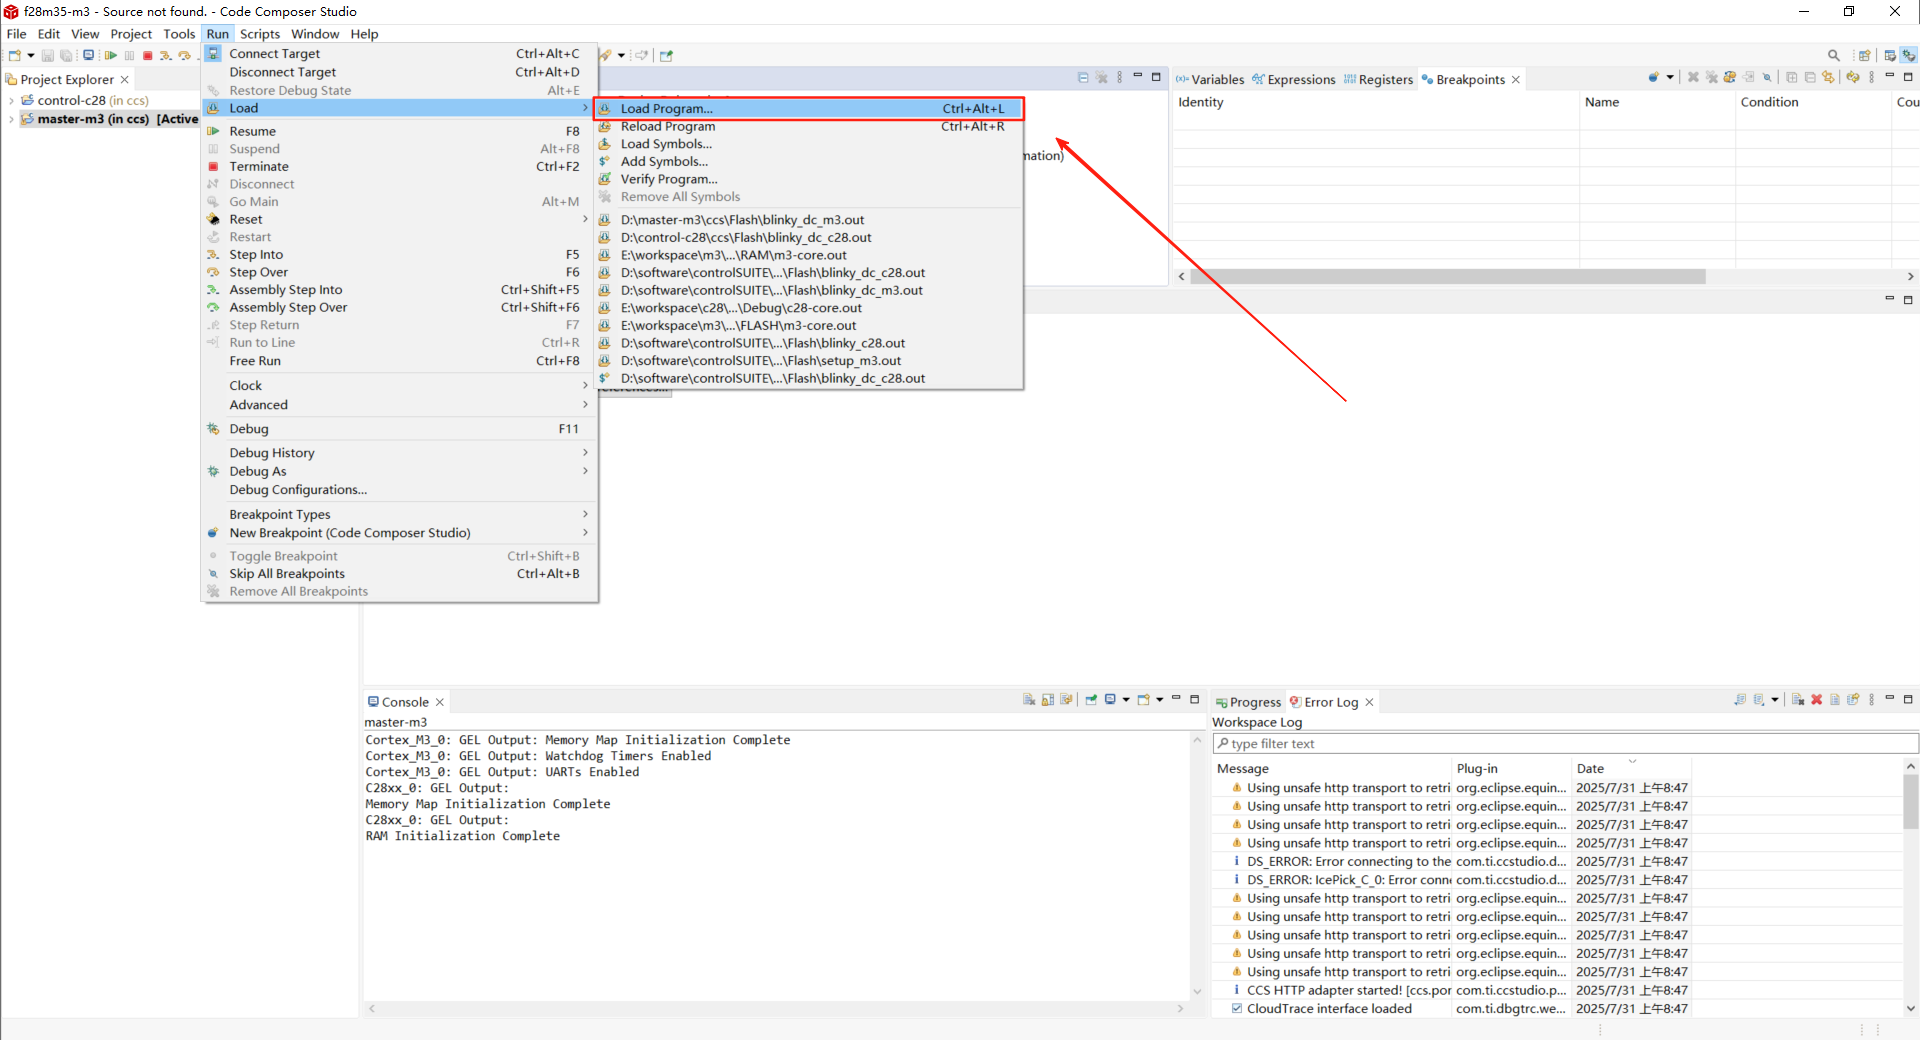 f28m35-m3 - Source not found. - Code Composer Studio
File Edit View Project Tools Run Scripts Window Help
Project Explorer
control-c28 (in ccs)
master-m3 (in ccs) [Active
Connect Target Ctrl+Alt+C
Disconnect Target Ctrl+Alt+D
Restore Debug State Alt+E
Load
Resume F8
Suspend Alt+F8
Terminate Ctrl+F2
Disconnect
Go Main Alt+M
Reset
Restart
Step Into F5
Step Over F6
Assembly Step Into Ctrl+Shift+F5
Assembly Step Over Ctrl+Shift+F6
Step Return F7
Run to Line Ctrl+R
Free Run Ctrl+F8
Clock
Advanced
Debug F11
Debug History
Debug As
Debug Configurations...
Breakpoint Types
New Breakpoint (Code Composer Studio)
Toggle Breakpoint Ctrl+Shift+B
Skip All Breakpoints Ctrl+Alt+B
Remove All Breakpoints
Load Program... Ctrl+Alt+L
Reload Program Ctrl+Alt+R
Load Symbols...
Add Symbols...
Verify Program...
Remove All Symbols
D:\master-m3\ccs\Flash\blinky_dc_m3.out
D:\control-c28\ccs\Flash\blinky_dc_c28.out
E:\workspace\m3\...\RAM\m3-core.out
D:\software\controlSUITE\...\Flash\blinky_dc_c28.out
D:\software\controlSUITE\...\Flash\blinky_dc_m3.out
E:\workspace\c28\...\Debug\c28-core.out
E:\workspace\m3\...\FLASH\m3-core.out
D:\software\controlSUITE\...\Flash\blinky_c28.out
D:\software\controlSUITE\...\Flash\setup_m3.out
D:\software\controlSUITE\...\Flash\blinky_dc_c28.out
mation)
Variables Expressions Registers Breakpoints
Identity Name Condition Cou
Console
master-m3
Cortex_M3_0: GEL Output: Memory Map Initialization Complete
Cortex_M3_0: GEL Output: Watchdog Timers Enabled
Cortex_M3_0: GEL Output: UARTs Enabled
C28xx_0: GEL Output:
Memory Map Initialization Complete
C28xx_0: GEL Output:
RAM Initialization Complete
Progress Error Log
Workspace Log
type filter text
Message Plug-in Date
Using unsafe http transport to retri org.eclipse.equin... 2025/7/31 上午8:47
Using unsafe http transport to retri org.eclipse.equin... 2025/7/31 上午8:47
Using unsafe http transport to retri org.eclipse.equin... 2025/7/31 上午8:47
Using unsafe http transport to retri org.eclipse.equin... 2025/7/31 上午8:47
DS_ERROR: Error connecting to the com.ti.ccstudio.d... 2025/7/31 上午8:47
DS_ERROR: IcePick_C_0: Error conn com.ti.ccstudio.d... 2025/7/31 上午8:47
Using unsafe http transport to retri org.eclipse.equin... 2025/7/31 上午8:47
Using unsafe http transport to retri org.eclipse.equin... 2025/7/31 上午8:47
Using unsafe http transport to retri org.eclipse.equin... 2025/7/31 上午8:47
Using unsafe http transport to retri org.eclipse.equin... 2025/7/31 上午8:47
Using unsafe http transport to retri org.eclipse.equin... 2025/7/31 上午8:47
CCS HTTP adapter started! [ccs.por com.ti.ccstudio.p... 2025/7/31 上午8:47
CloudTrace interface loaded com.ti.dbgtrc.we... 2025/7/31 上午8:47